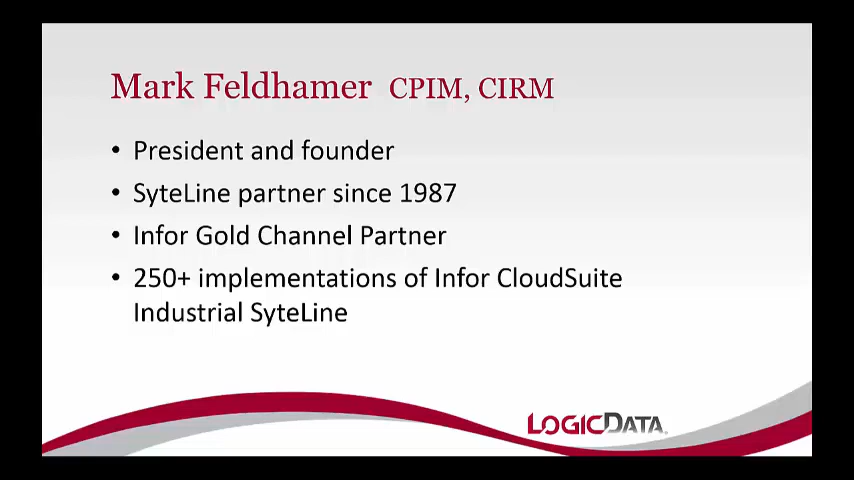 Mark Feldhamer CPIM, CIRM
• President and founder
• SyteLine partner since 1987
• Infor Gold Channel Partner
• 250+ implementations of Infor CloudSuite
Industrial SyteLine
LOGICDATA